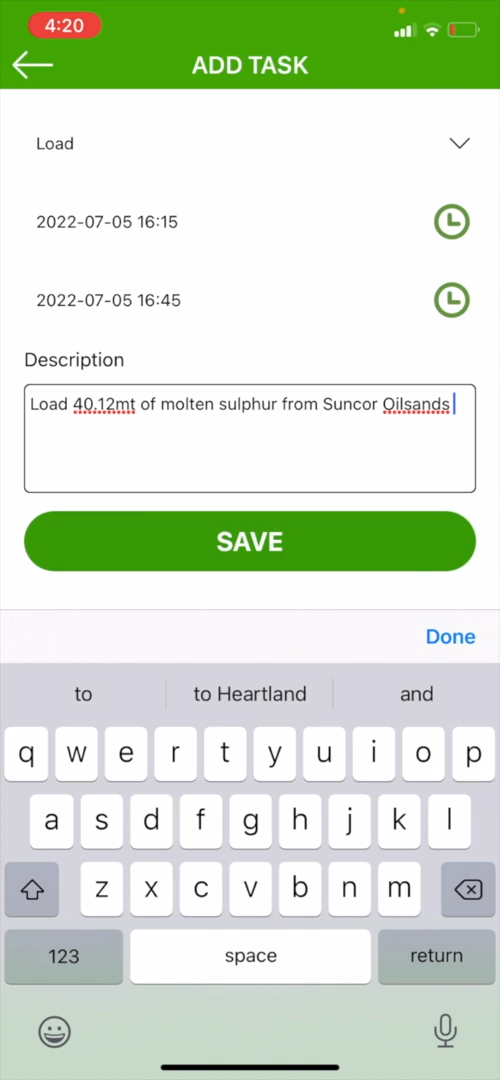 4:20
ADD TASK
Load
2022-07-05 16:15
2022-07-05 16:45
Description
Load 40.12mt of molten sulphur from Suncor Oilsands
SAVE
Done
to to Heartland and
q w e r t y u i o p
a s d f g h j k l
z x c v b n m
123 space return